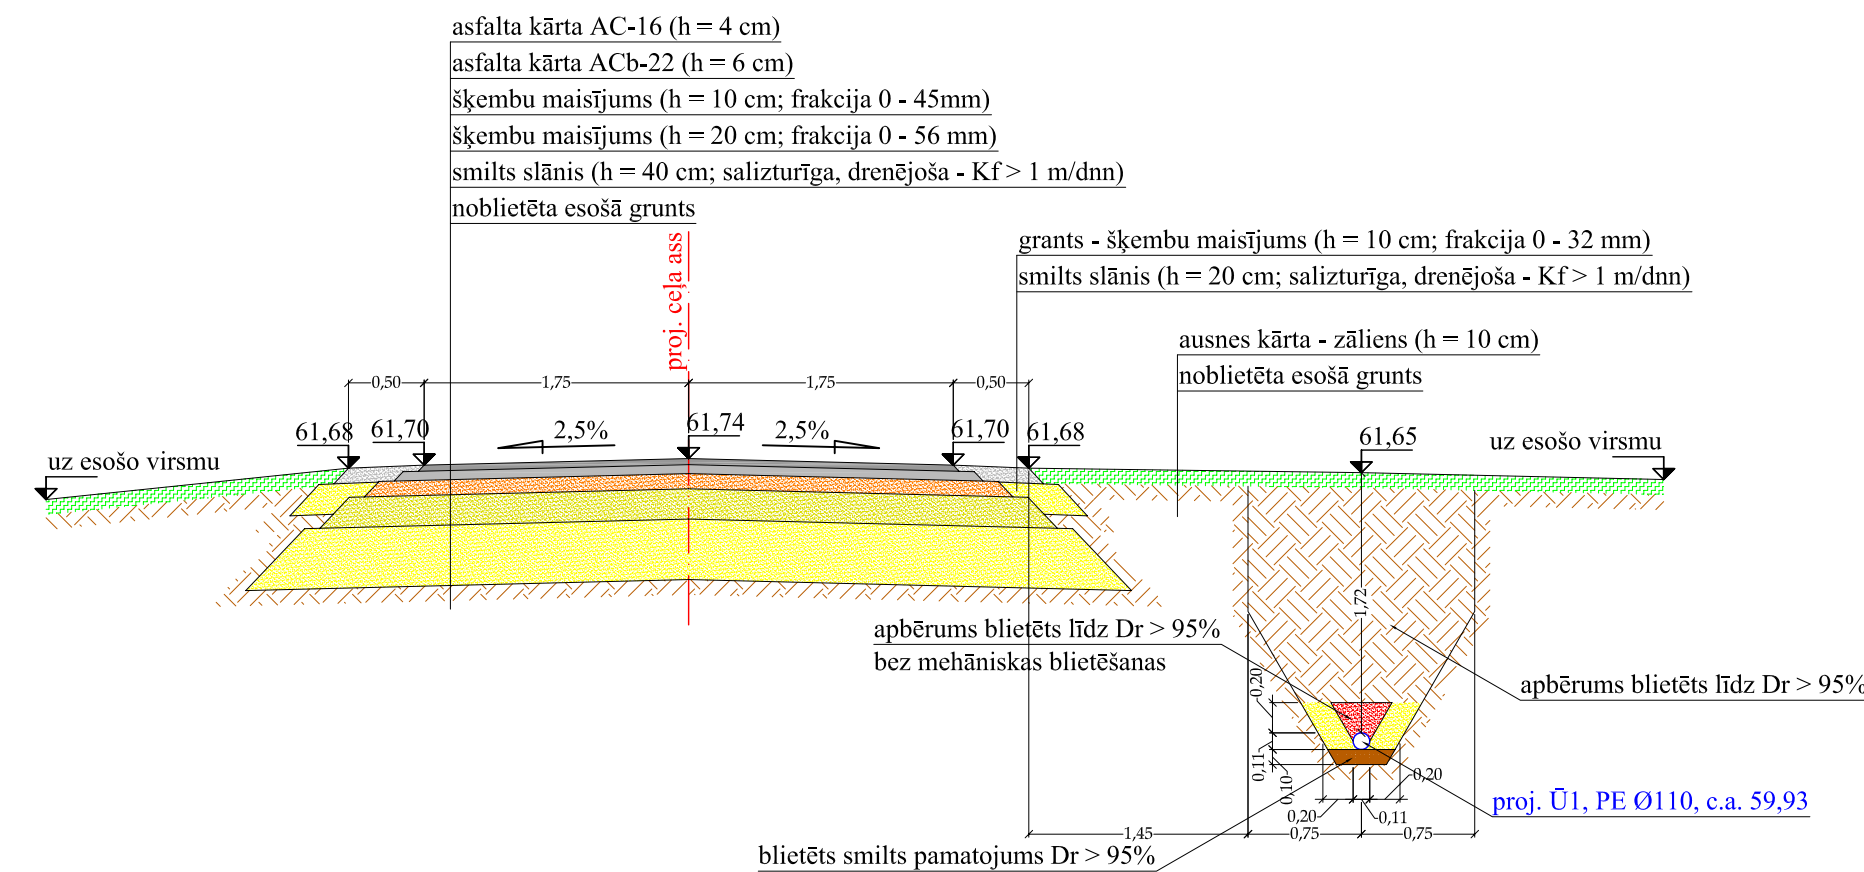 asfalta kārta AC-16 (h = 4 cm)
asfalta kārta ACb-22 (h = 6 cm)
šķembu maisījums (h = 10 cm; frakcija 0 - 45mm)
šķembu maisījums (h = 20 cm; frakcija 0 - 56 mm)
smilts slānis (h = 40 cm; salizturīga, drenējoša - Kf > 1 m/dnn)
noblietēta esošā grunts
proj. ceļa ass
grants - šķembu maisījums (h = 10 cm; frakcija 0 - 32 mm)
smilts slānis (h = 20 cm; salizturīga, drenējoša - Kf > 1 m/dnn)
ausnes kārta - zāliens (h = 10 cm)
noblietēta esošā grunts
0,50
1,75
1,75
0,50
61,68
61,70
2,5%
61,74
2,5%
61,70
61,68
61,65
uz esošo virsmu
uz esošo virsmu
1,72
apbērums blietēts līdz Dr > 95%
bez mehāniskas blietēšanas
apbērums blietēts līdz Dr > 95%
0,20
0,11
0,10
0,20
0,20
0,11
proj. Ū1, PE Ø110, c.a. 59,93
1,45
0,75
0,75
blietēts smilts pamatojums Dr > 95%